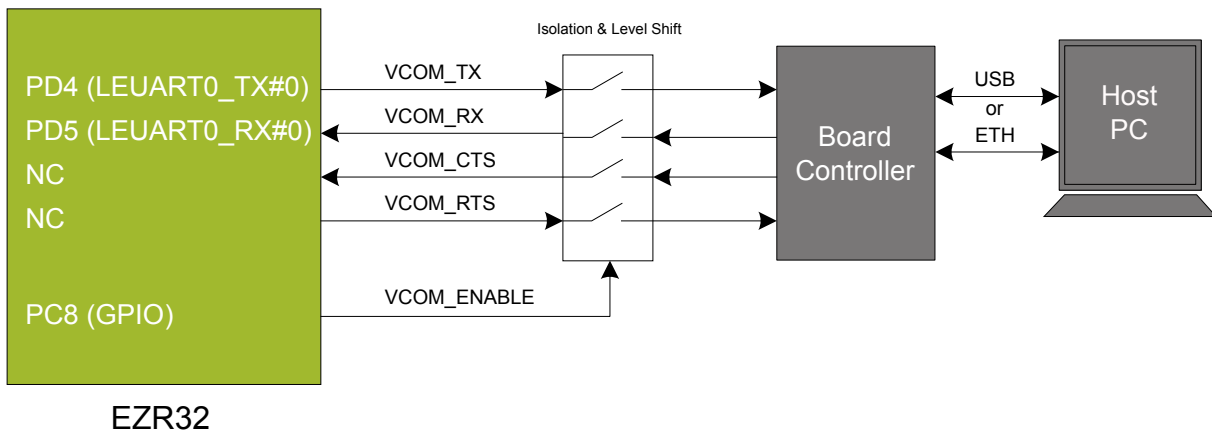 Isolation & Level Shift
PD4 (LEUART0_TX#0)
VCOM_TX
PD5 (LEUART0_RX#0)
VCOM_RX
NC
VCOM_CTS
NC
VCOM_RTS
PC8 (GPIO)
VCOM_ENABLE
Board
Controller
USB
or
ETH
Host
PC
EZR32